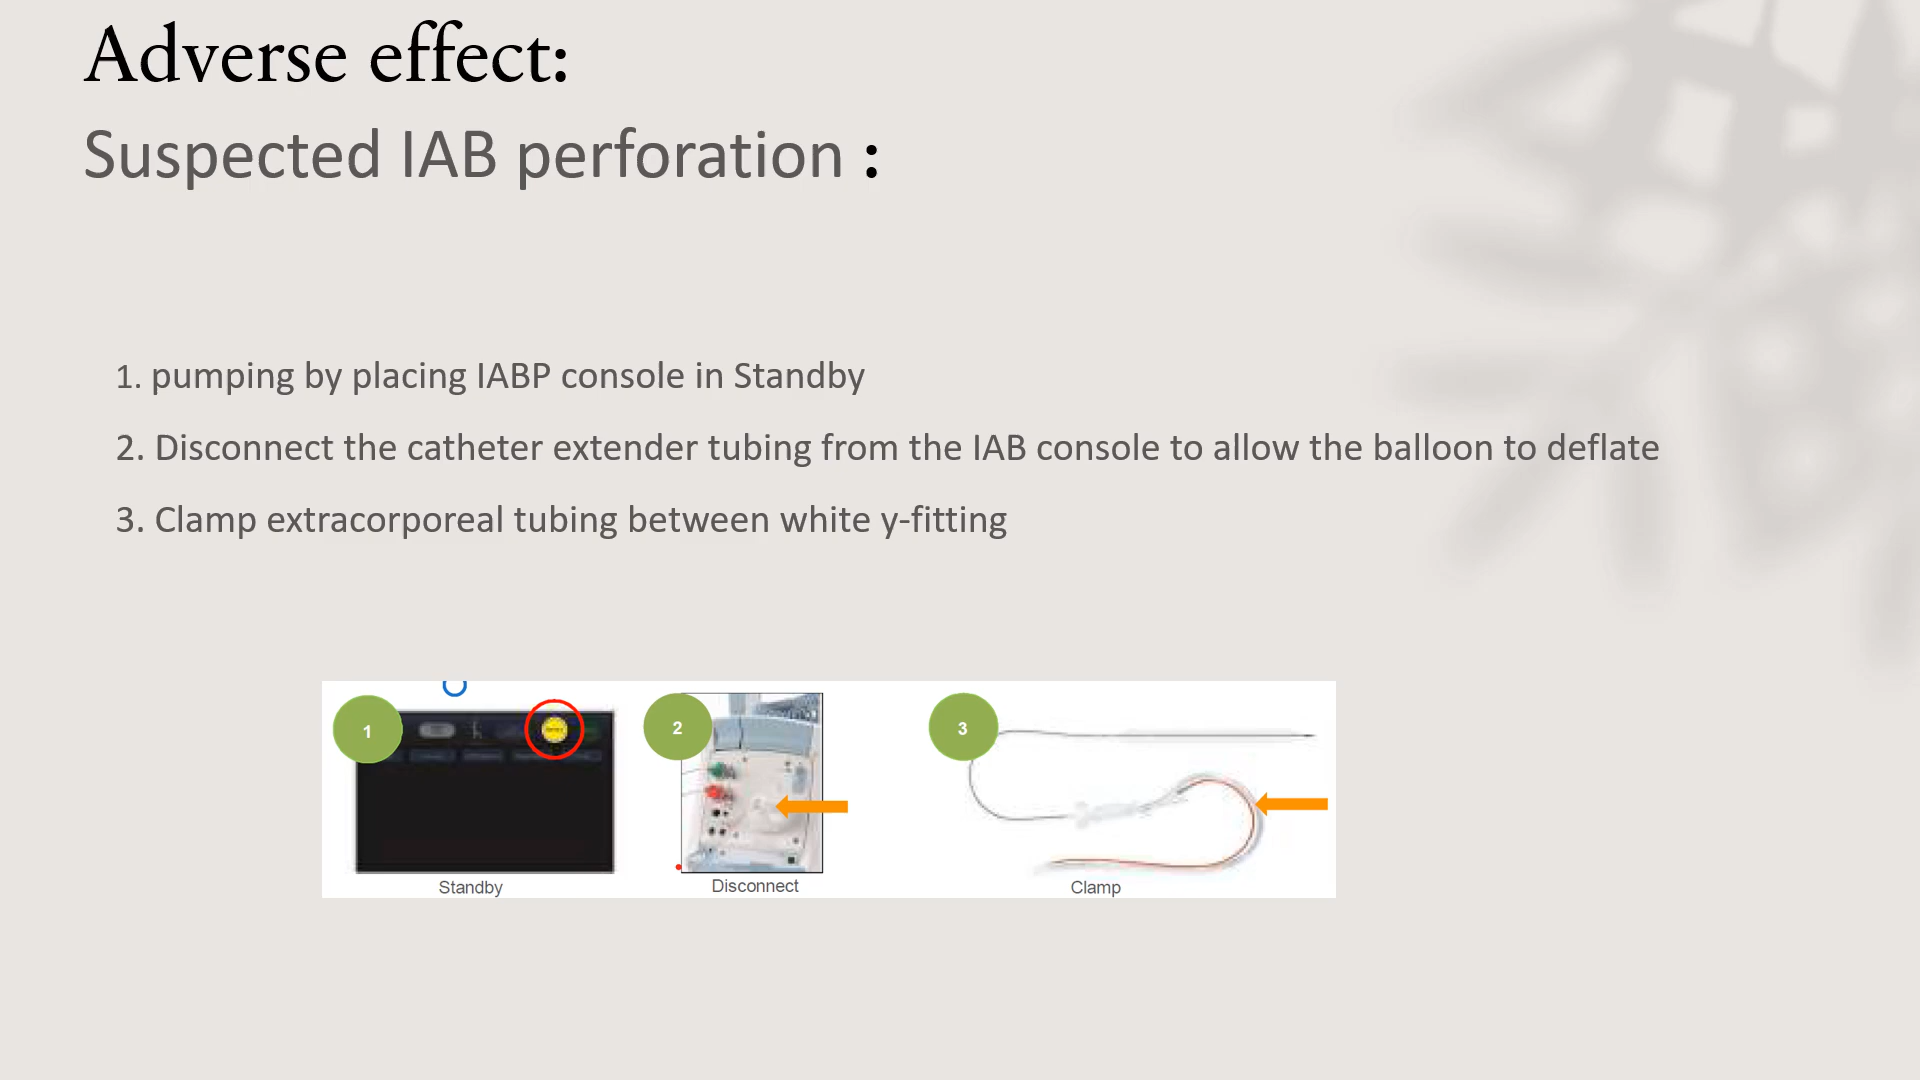 Adverse effect:
Suspected IAB perforation :
1. pumping by placing IABP console in Standby
2. Disconnect the catheter extender tubing from the IAB console to allow the balloon to deflate
3. Clamp extracorporeal tubing between white y-fitting
1
2
3
Standby
Disconnect
Clamp